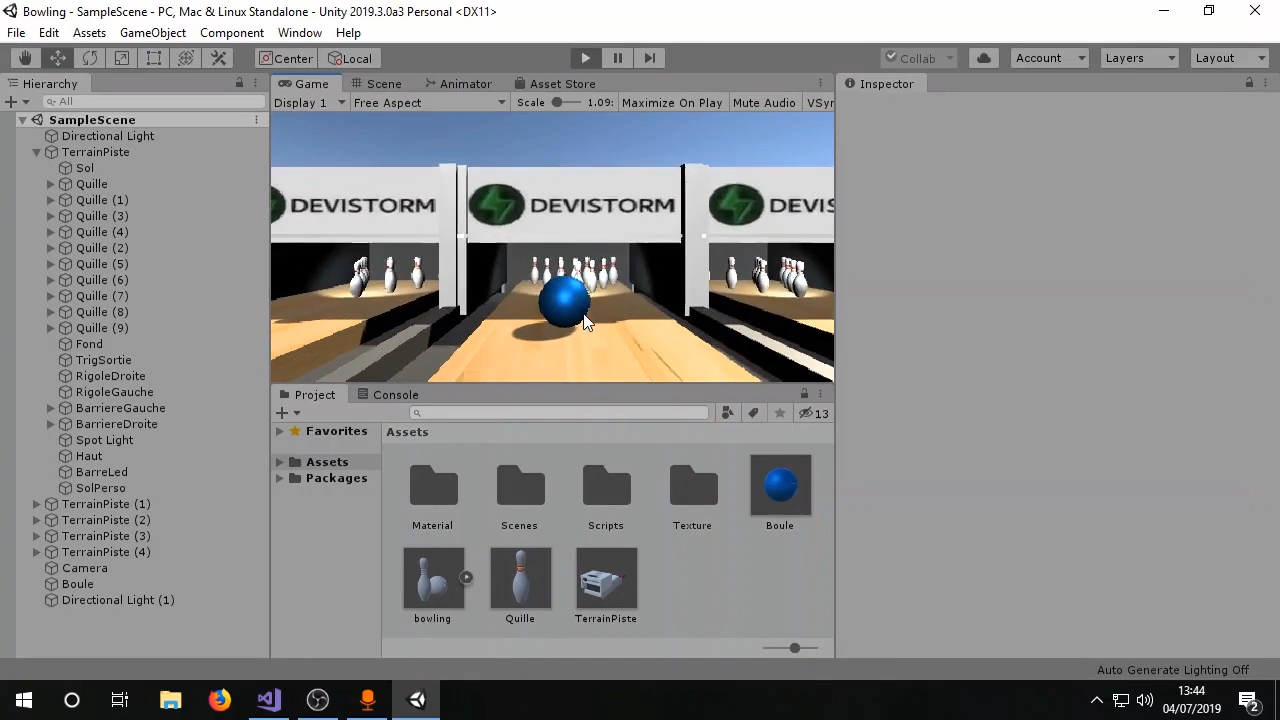 Bowling - SampleScene - PC, Mac & Linux Standalone - Unity 2019.3.0a3 Personal <DX11>
File Edit Assets GameObject Component Window Help
Center Local Collab Account Layers Layout
Hierarchy Game Scene Animator Asset Store Inspector
All Display 1 Free Aspect Scale 1.09: Maximize On Play Mute Audio VSyr
SampleScene
Directional Light
TerrainPiste
Sol
Quille
Quille (1)
Quille (3)
Quille (4)
Quille (2)
Quille (5)
Quille (6)
Quille (7)
Quille (8)
Quille (9)
Fond
TrigSortie
RigoleDroite
RigoleGauche
BarriereGauche
BarriereDroite
Spot Light
Haut
BarreLed
SolPerso
TerrainPiste (1)
TerrainPiste (2)
TerrainPiste (3)
TerrainPiste (4)
Camera
Boule
Directional Light (1)
DEVISTORM DEVISTORM DEVIS
Project Console
13
Favorites
Assets
Packages
Assets
Material Scenes Scripts Texture Boule
bowling Quille TerrainPiste
Auto Generate Lighting Off
13:44
04/07/2019
2